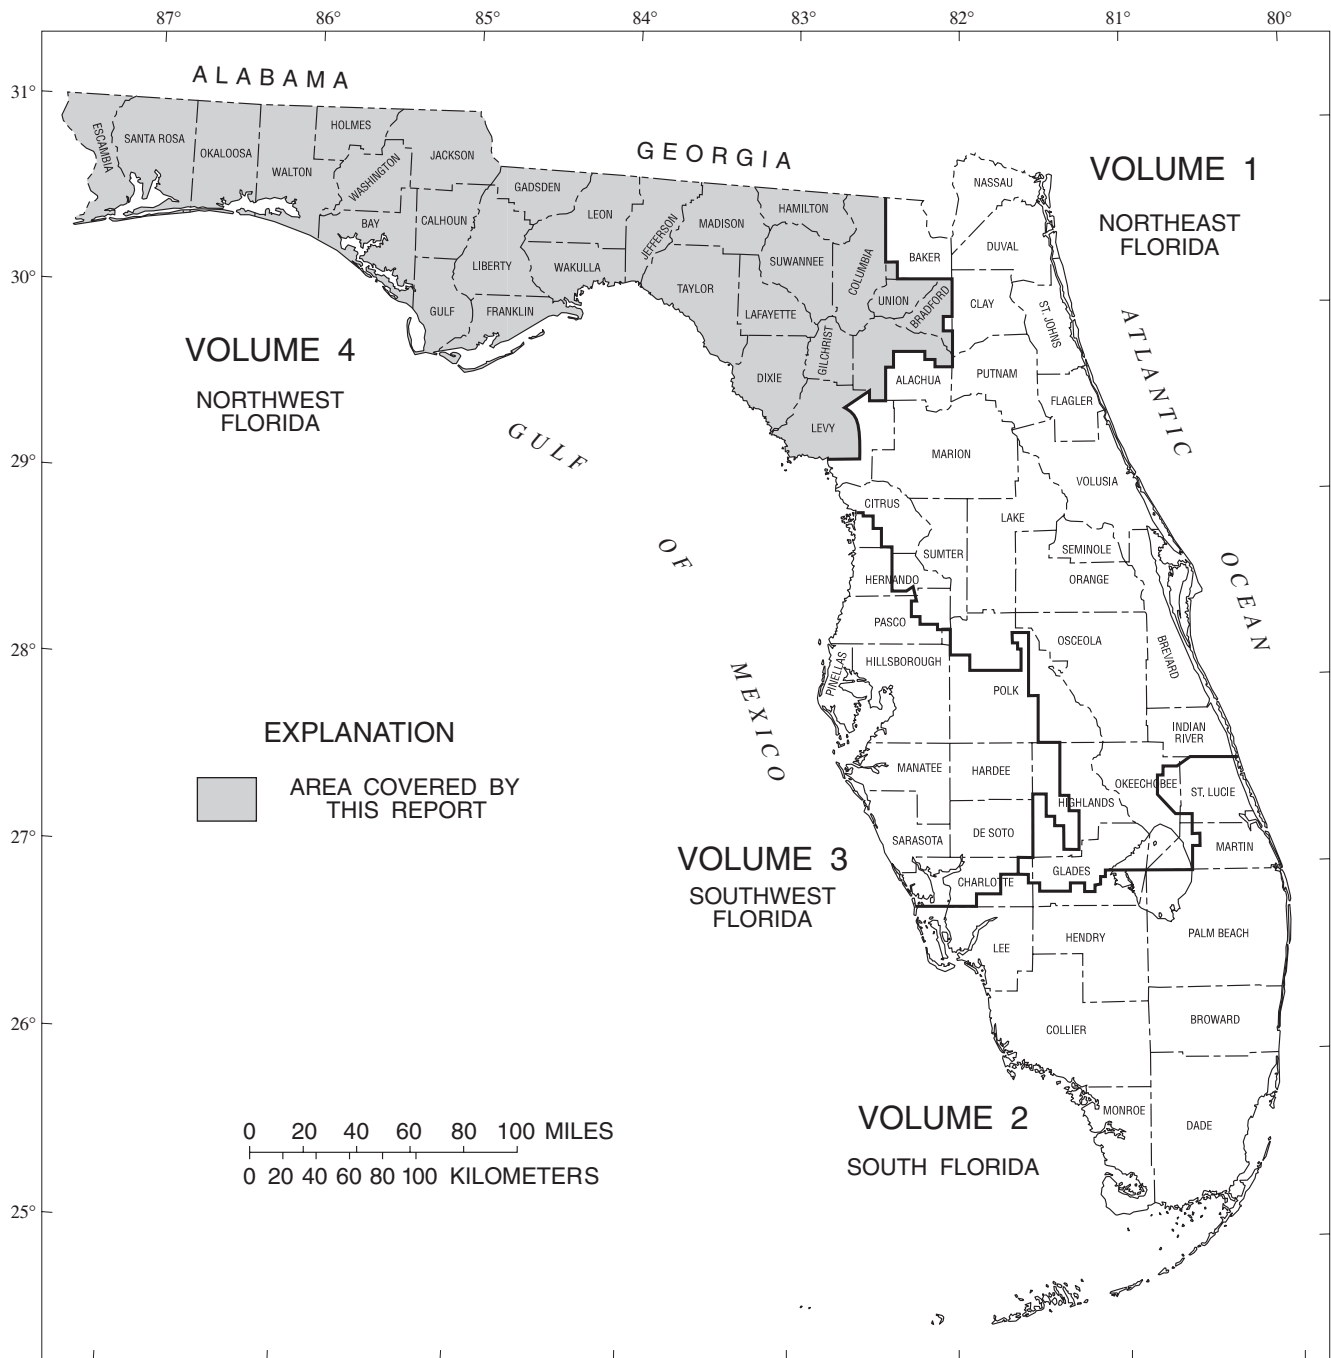 87° 86° 85° 84° 83° 82° 81° 80°
31°
30°
29°
28°
27°
26°
25°
ALABAMA
GEORGIA
VOLUME 1
NORTHEAST
FLORIDA
VOLUME 4
NORTHWEST
FLORIDA
GULF
OF
MEXICO
ATLANTIC
OCEAN
ESCAMBIA
SANTA ROSA
OKALOOSA
WALTON
HOLMES
WASHINGTON
JACKSON
BAY
CALHOUN
GULF
GADSDEN
LIBERTY
FRANKLIN
LEON
WAKULLA
JEFFERSON
MADISON
TAYLOR
HAMILTON
SUWANNEE
LAFAYETTE
DIXIE
COLUMBIA
GILCHRIST
LEVY
UNION
BRADFORD
BAKER
NASSAU
DUVAL
CLAY
ST. JOHNS
ALACHUA
PUTNAM
FLAGLER
MARION
VOLUSIA
CITRUS
LAKE
SUMTER
SEMINOLE
HERNANDO
ORANGE
PASCO
OSCEOLA
BREVARD
PINELLAS
HILLSBOROUGH
POLK
INDIAN
RIVER
MANATEE
HARDEE
OKEECHOBEE
ST, LUCIE
HIGHLANDS
SARASOTA
DE SOTO
MARTIN
CHARLOTTE
GLADES
LEE
HENDRY
PALM BEACH
COLLIER
BROWARD
MONROE
DADE
EXPLANATION
AREA COVERED BY
THIS REPORT
VOLUME 3
SOUTHWEST
FLORIDA
VOLUME 2
SOUTH FLORIDA
0 20 40 60 80 100 MILES
0 20 40 60 80 100 KILOMETERS